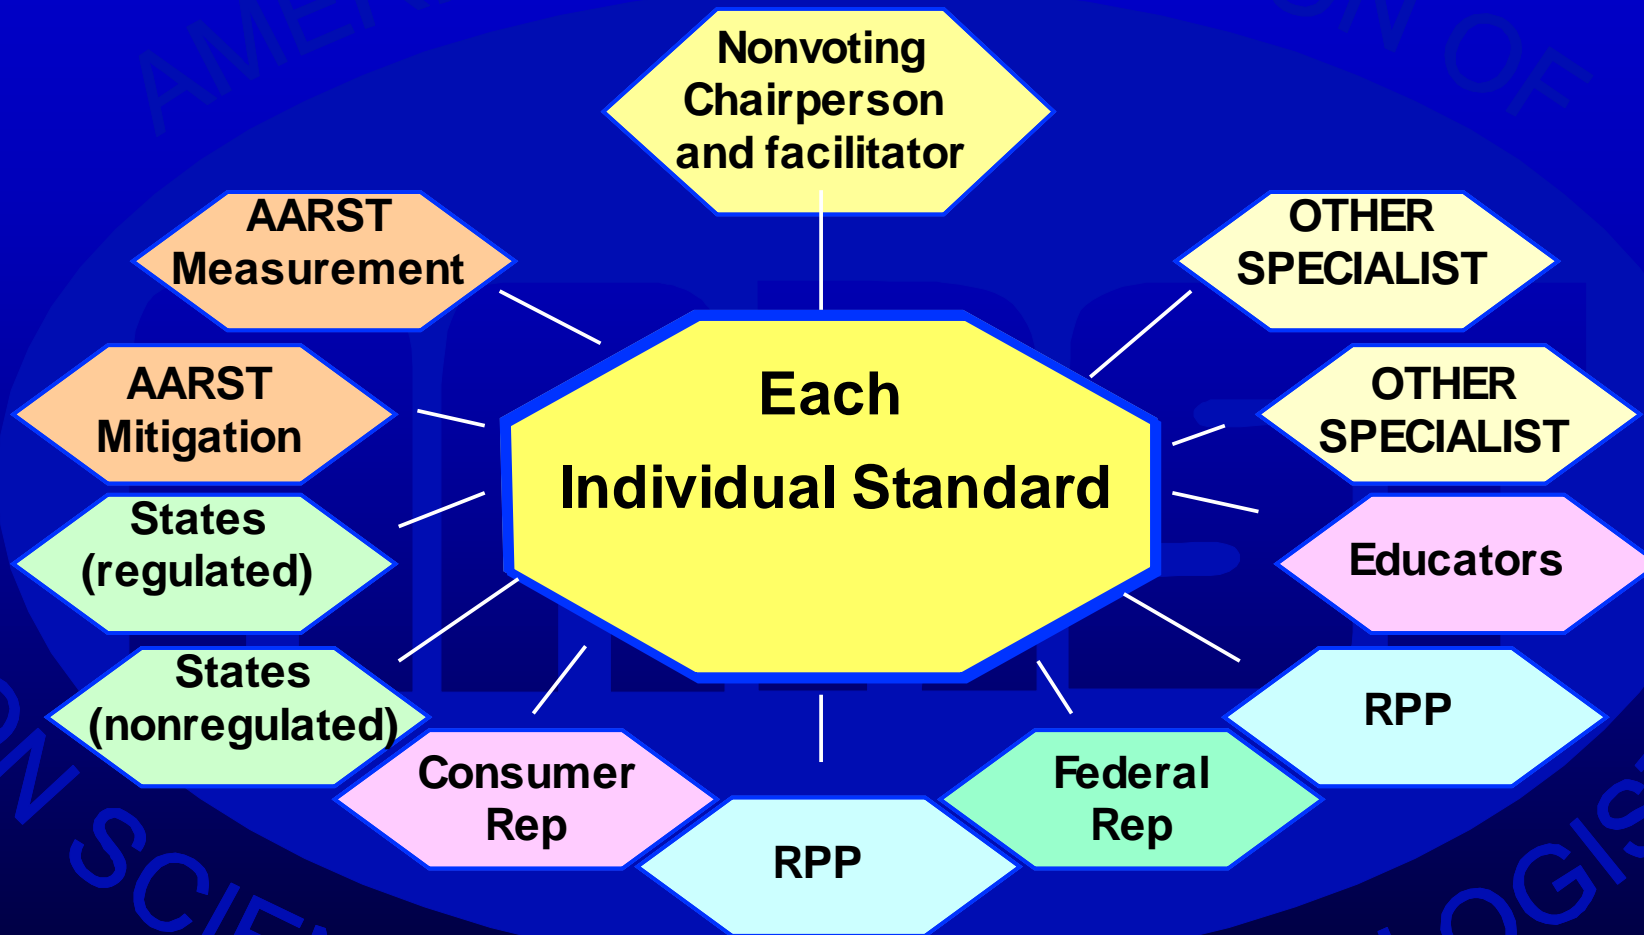 Nonvoting
Chairperson
and facilitator
AARST
Measurement
OTHER
SPECIALIST
AARST
Mitigation
OTHER
SPECIALIST
Each
Individual Standard
States
(regulated)
Educators
States
(nonregulated)
RPP
Consumer
Rep
Federal
Rep
RPP